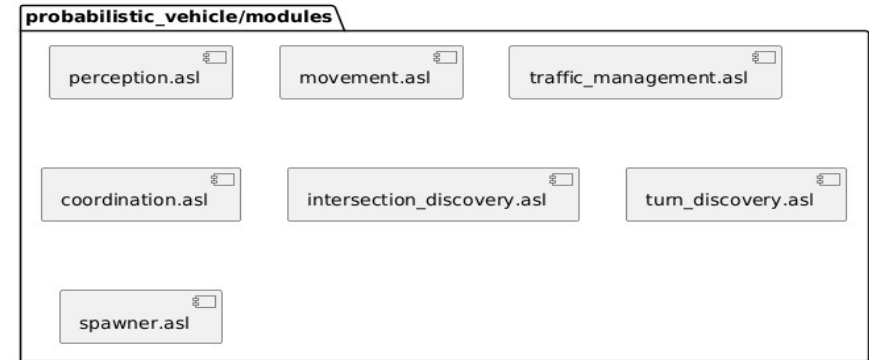 probabilistic_vehicle/modules
perception.asl
movement.asl
traffic_management.asl
coordination.asl
intersection_discovery.asl
turn_discovery.asl
spawner.asl